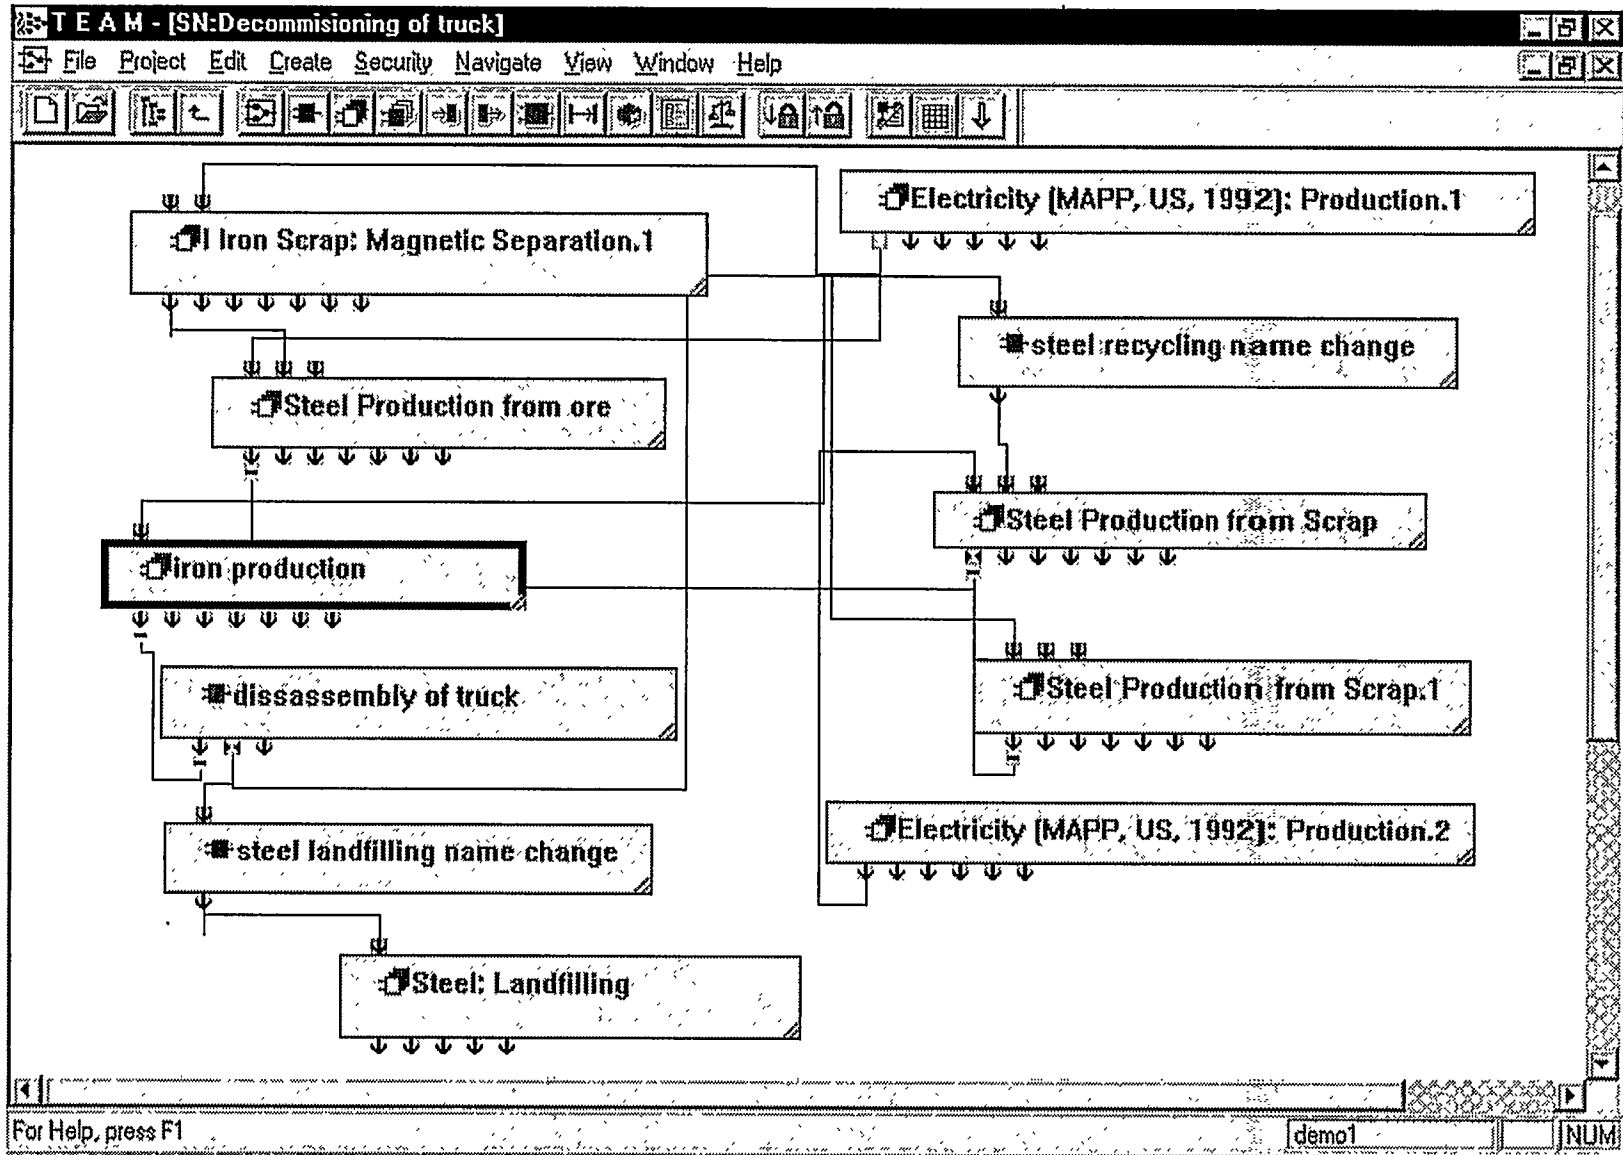 T E A M - [SN:Decommisioning of truck]
File Project Edit Create Security Navigate View Window Help
Electricity (MAPP, US, 1992): Production.1
l Iron Scrap: Magnetic Separation.1
steel recycling name change
Steel Production from ore
Steel Production from Scrap
iron production
dissassembly of truck
Steel Production from Scrap.1
steel landfilling name change
Electricity (MAPP, US, 1992): Production.2
Steel: Landfilling
For Help, press F1
demo1
NUM